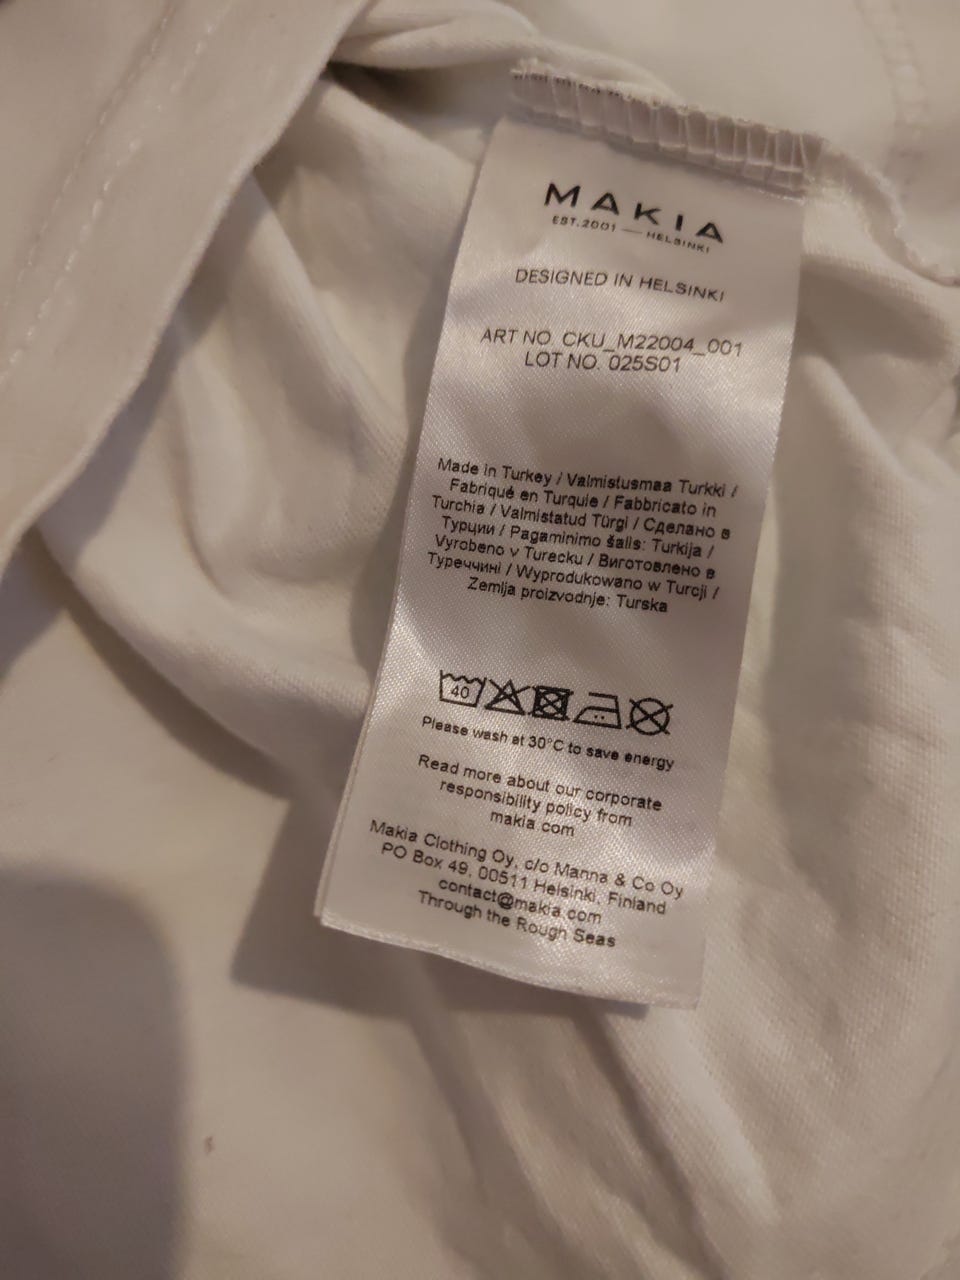 MAKIA
EST.2001 — HELSINKI
DESIGNED IN HELSINKI
ART NO. CKU_M22004_001
LOT NO. 025S01
Made in Turkey / Valmistusmaa Turkki /
Fabriqué en Turquie / Fabbricato in
Turchia / Valmistatud Türgi / Сделано в
Турции / Pagaminimo šalis: Turkija /
Vyrobeno v Turecku / Виготовлено в
Туреччині / Wyprodukowano w Turcji /
Zemlja proizvodnje: Turska
40
Please wash at 30°C to save energy
Read more about our corporate
responsibility policy from
makia.com
Makia Clothing Oy, c/o Manna & Co Oy
PO Box 49, 00511 Helsinki, Finland
contact@makia.com
Through the Rough Seas